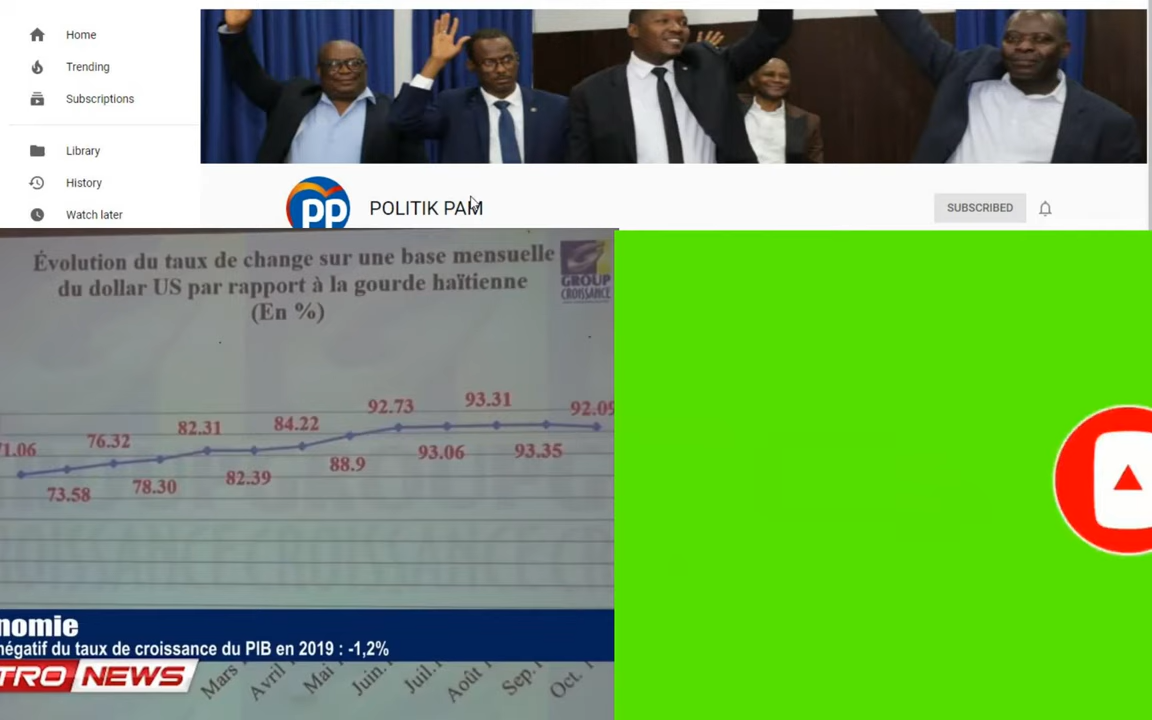 Home
Trending
Subscriptions
Library
History
Watch later
pp
POLITIK PAM
SUBSCRIBED
Évolution du taux de change sur une base mensuelle
du dollar US par rapport à la gourde haïtienne
(En %)
GROUP
CROISSANCE
71.06
73.58
76.32
78.30
82.31
82.39
84.22
88.9
92.73
93.06
93.31
93.35
92.09
nomie
négatif du taux de croissance du PIB en 2019 : -1,2%
TRO NEWS
Mars
Avril
Mai
Juin.
Juil.
Août
Sep.
Oct.